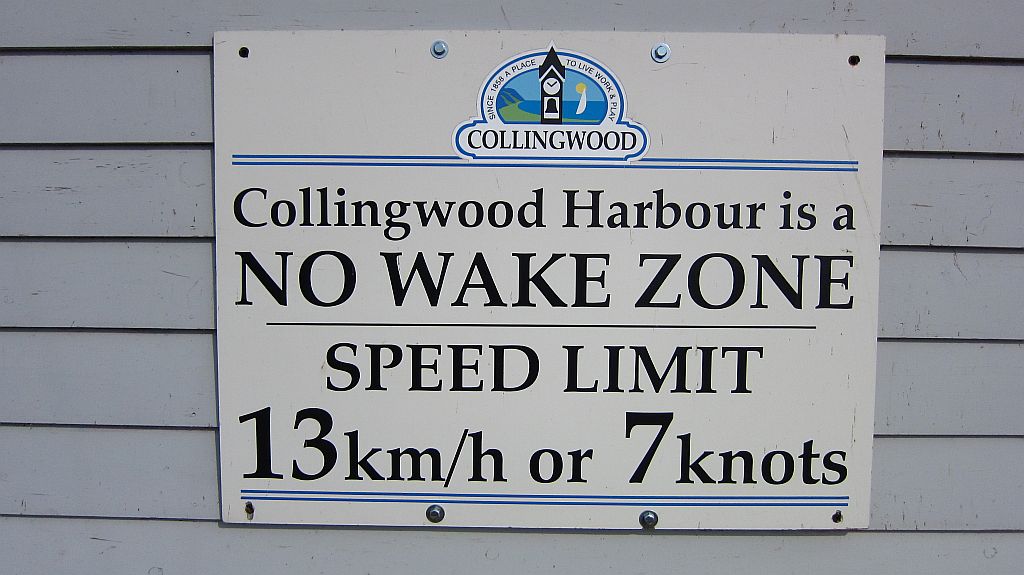 SINCE 1858 A PLACE TO LIVE WORK & PLAY
COLLINGWOOD
Collingwood Harbour is a
NO WAKE ZONE
SPEED LIMIT
13km/h or 7knots